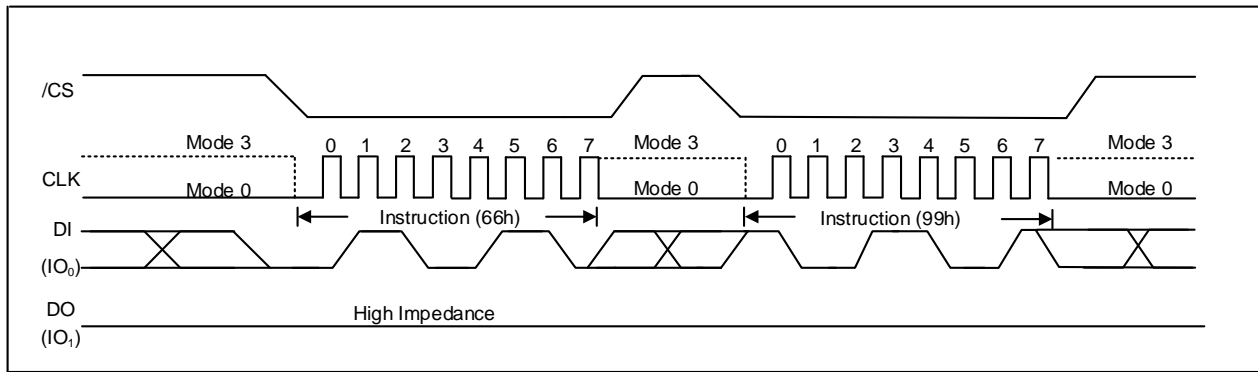 /CS
Mode 3 0 1 2 3 4 5 6 7 Mode 3 0 1 2 3 4 5 6 7 Mode 3
CLK Mode 0 Mode 0 Mode 0
Instruction (66h) Instruction (99h)
DI
(IO₀)
DO High Impedance
(IO₁)